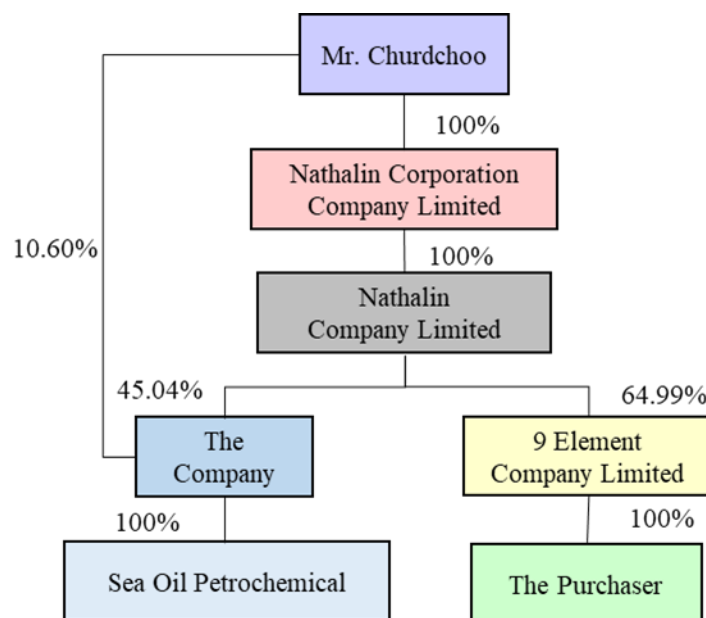 Mr. Churdchoo
100%
Nathalin Corporation
Company Limited
10.60%
100%
Nathalin
Company Limited
45.04%
64.99%
The
Company
9 Element
Company Limited
100%
100%
Sea Oil Petrochemical
The Purchaser